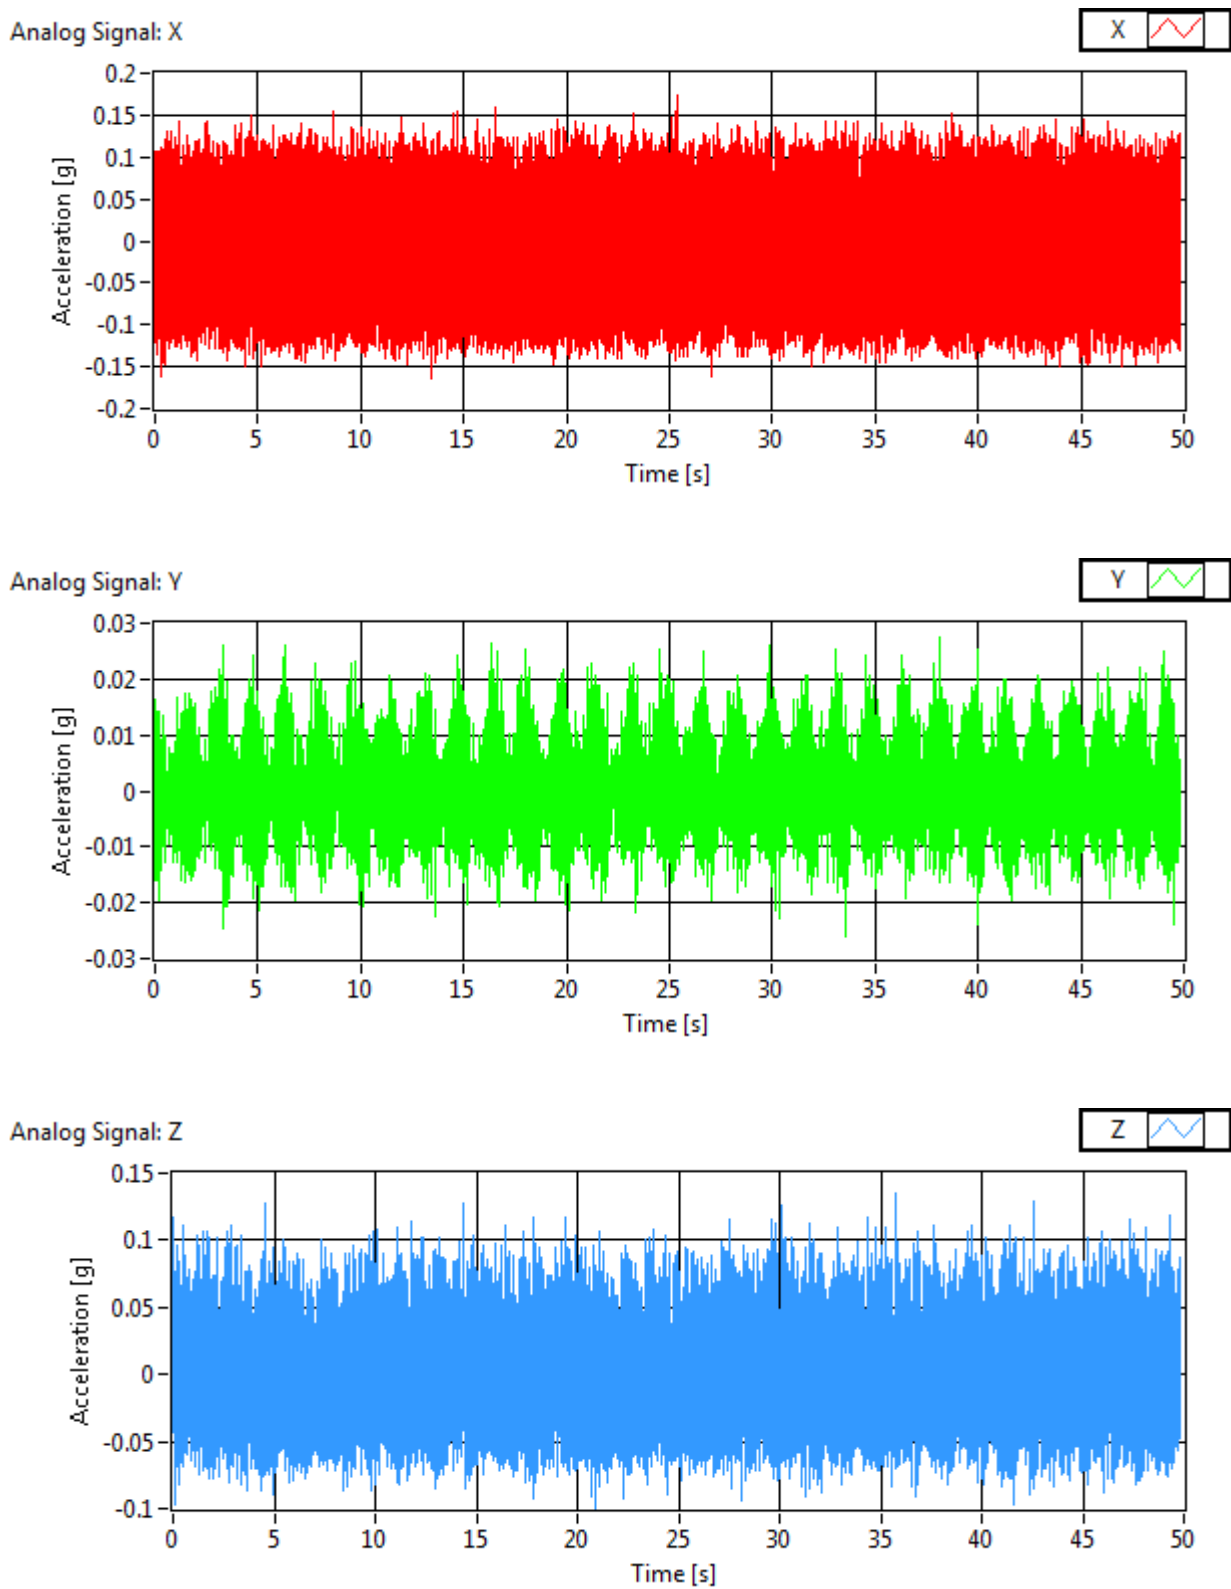 Analog Signal: X
X
0.2
0.15
0.1
0.05
0
-0.05
-0.1
-0.15
-0.2
Acceleration [g]
0 5 10 15 20 25 30 35 40 45 50
Time [s]
Analog Signal: Y
Y
0.03
0.02
0.01
0
-0.01
-0.02
-0.03
Acceleration [g]
0 5 10 15 20 25 30 35 40 45 50
Time [s]
Analog Signal: Z
Z
0.15
0.1
0.05
0
-0.05
-0.1
Acceleration [g]
0 5 10 15 20 25 30 35 40 45 50
Time [s]